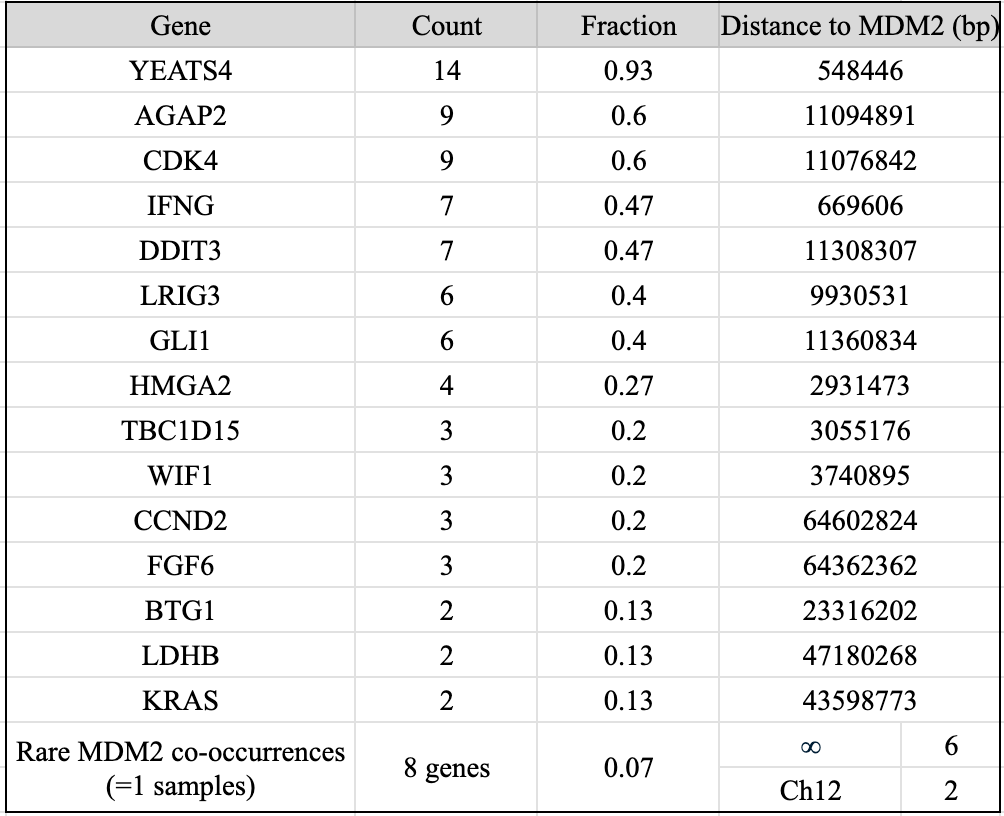 Gene Count Fraction Distance to MDM2 (bp)
YEATS4 14 0.93 548446
AGAP2 9 0.6 11094891
CDK4 9 0.6 11076842
IFNG 7 0.47 669606
DDIT3 7 0.47 11308307
LRIG3 6 0.4 9930531
GLI1 6 0.4 11360834
HMGA2 4 0.27 2931473
TBC1D15 3 0.2 3055176
WIF1 3 0.2 3740895
CCND2 3 0.2 64602824
FGF6 3 0.2 64362362
BTG1 2 0.13 23316202
LDHB 2 0.13 47180268
KRAS 2 0.13 43598773
Rare MDM2 co-occurrences
(=1 samples)
8 genes 0.07
∞ 6
Ch12 2